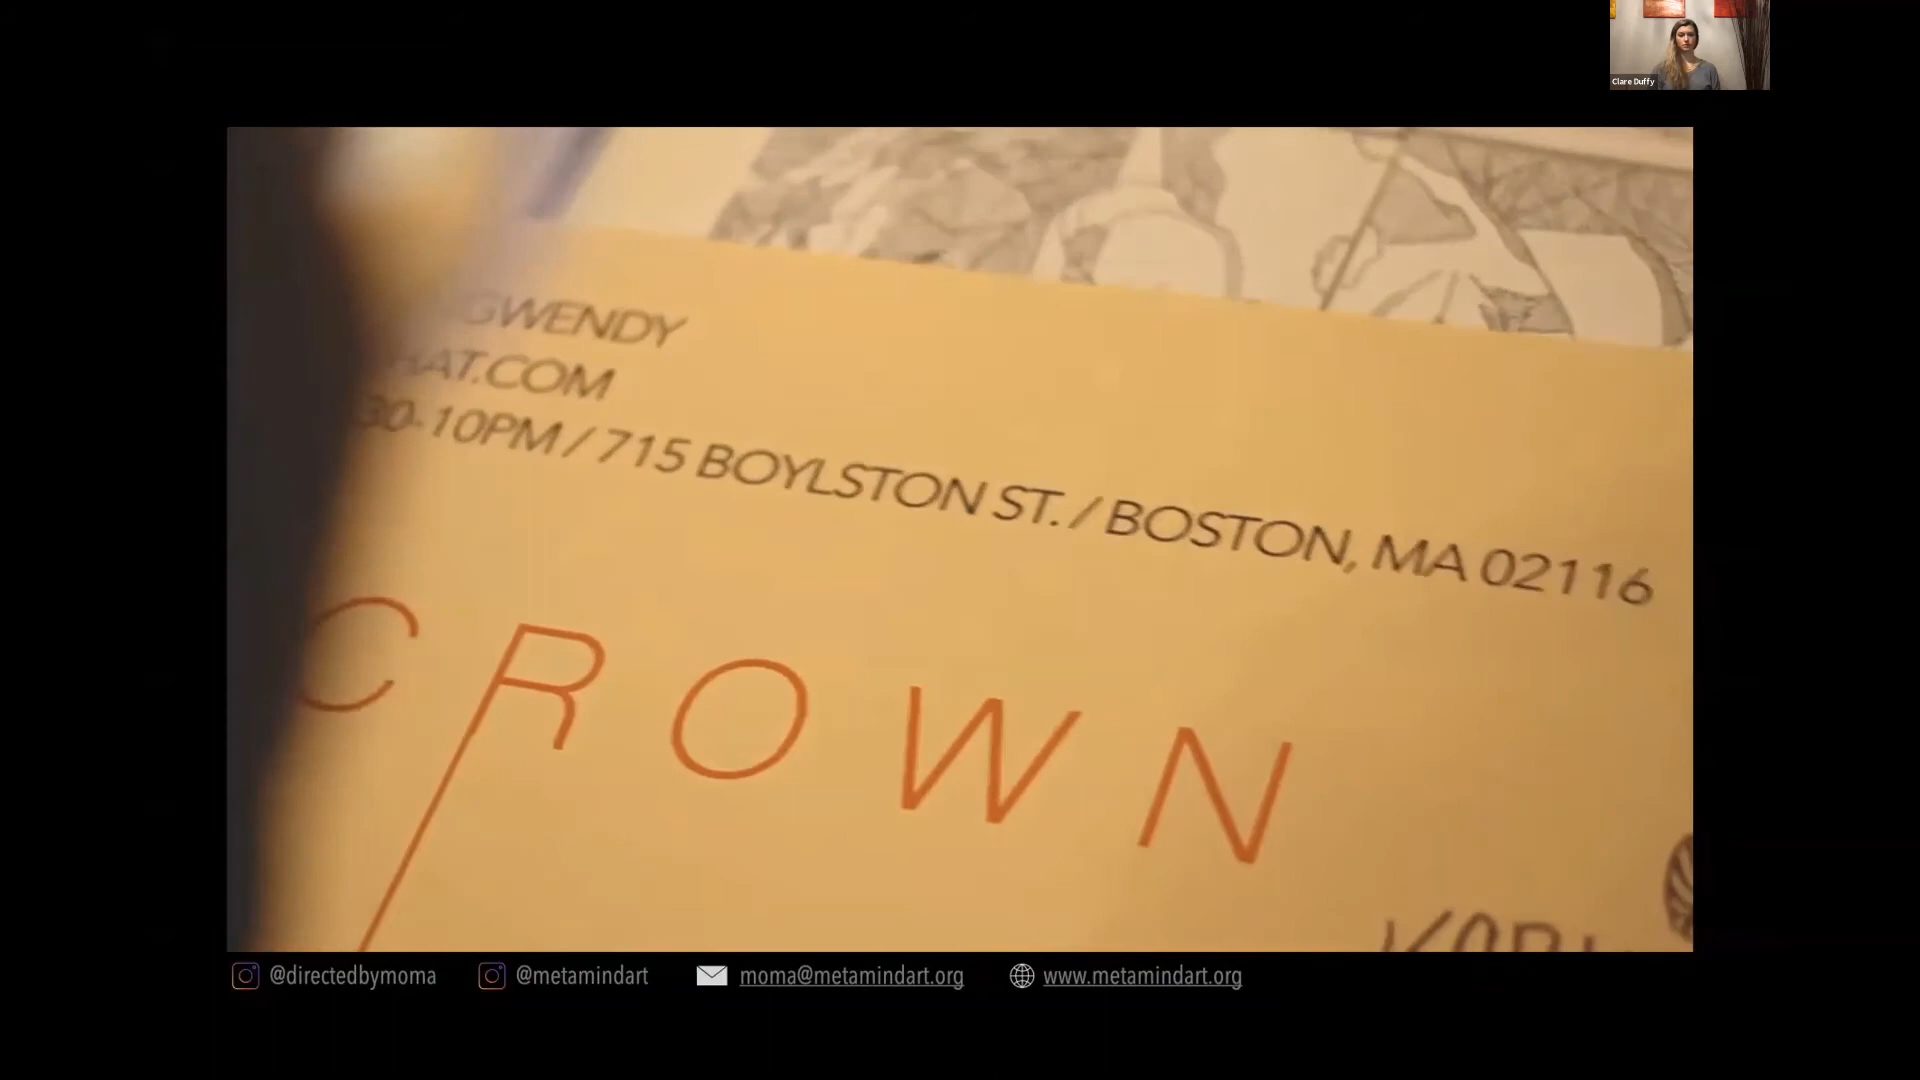 Clare Duffy
GWENDY
HAT.COM
30-10PM / 715 BOYLSTON ST. / BOSTON, MA 02116
CROWN
@directedbymoma @metamindart moma@metamindart.org www.metamindart.org